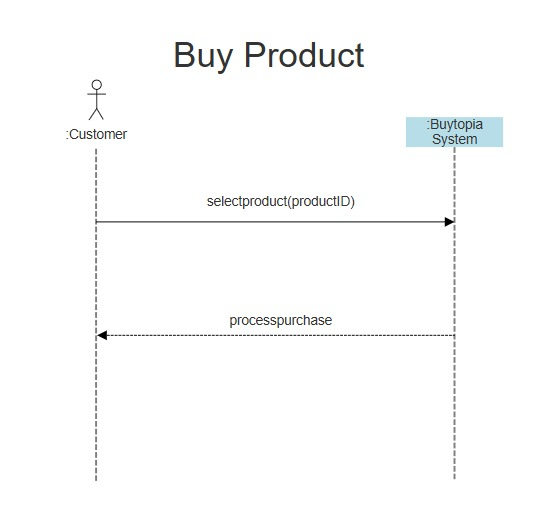 Buy Product
:Customer
:Buytopia
System
selectproduct(productID)
processpurchase